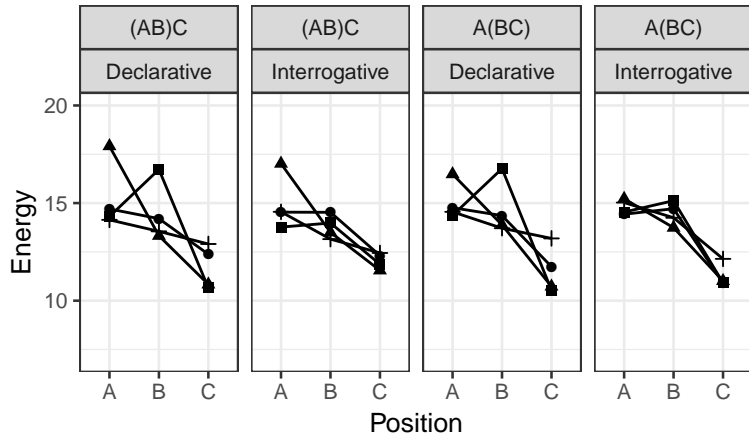 (AB)C (AB)C A(BC) A(BC)
Declarative Interrogative Declarative Interrogative
20
15
10
Energy
A B C A B C A B C A B C
Position